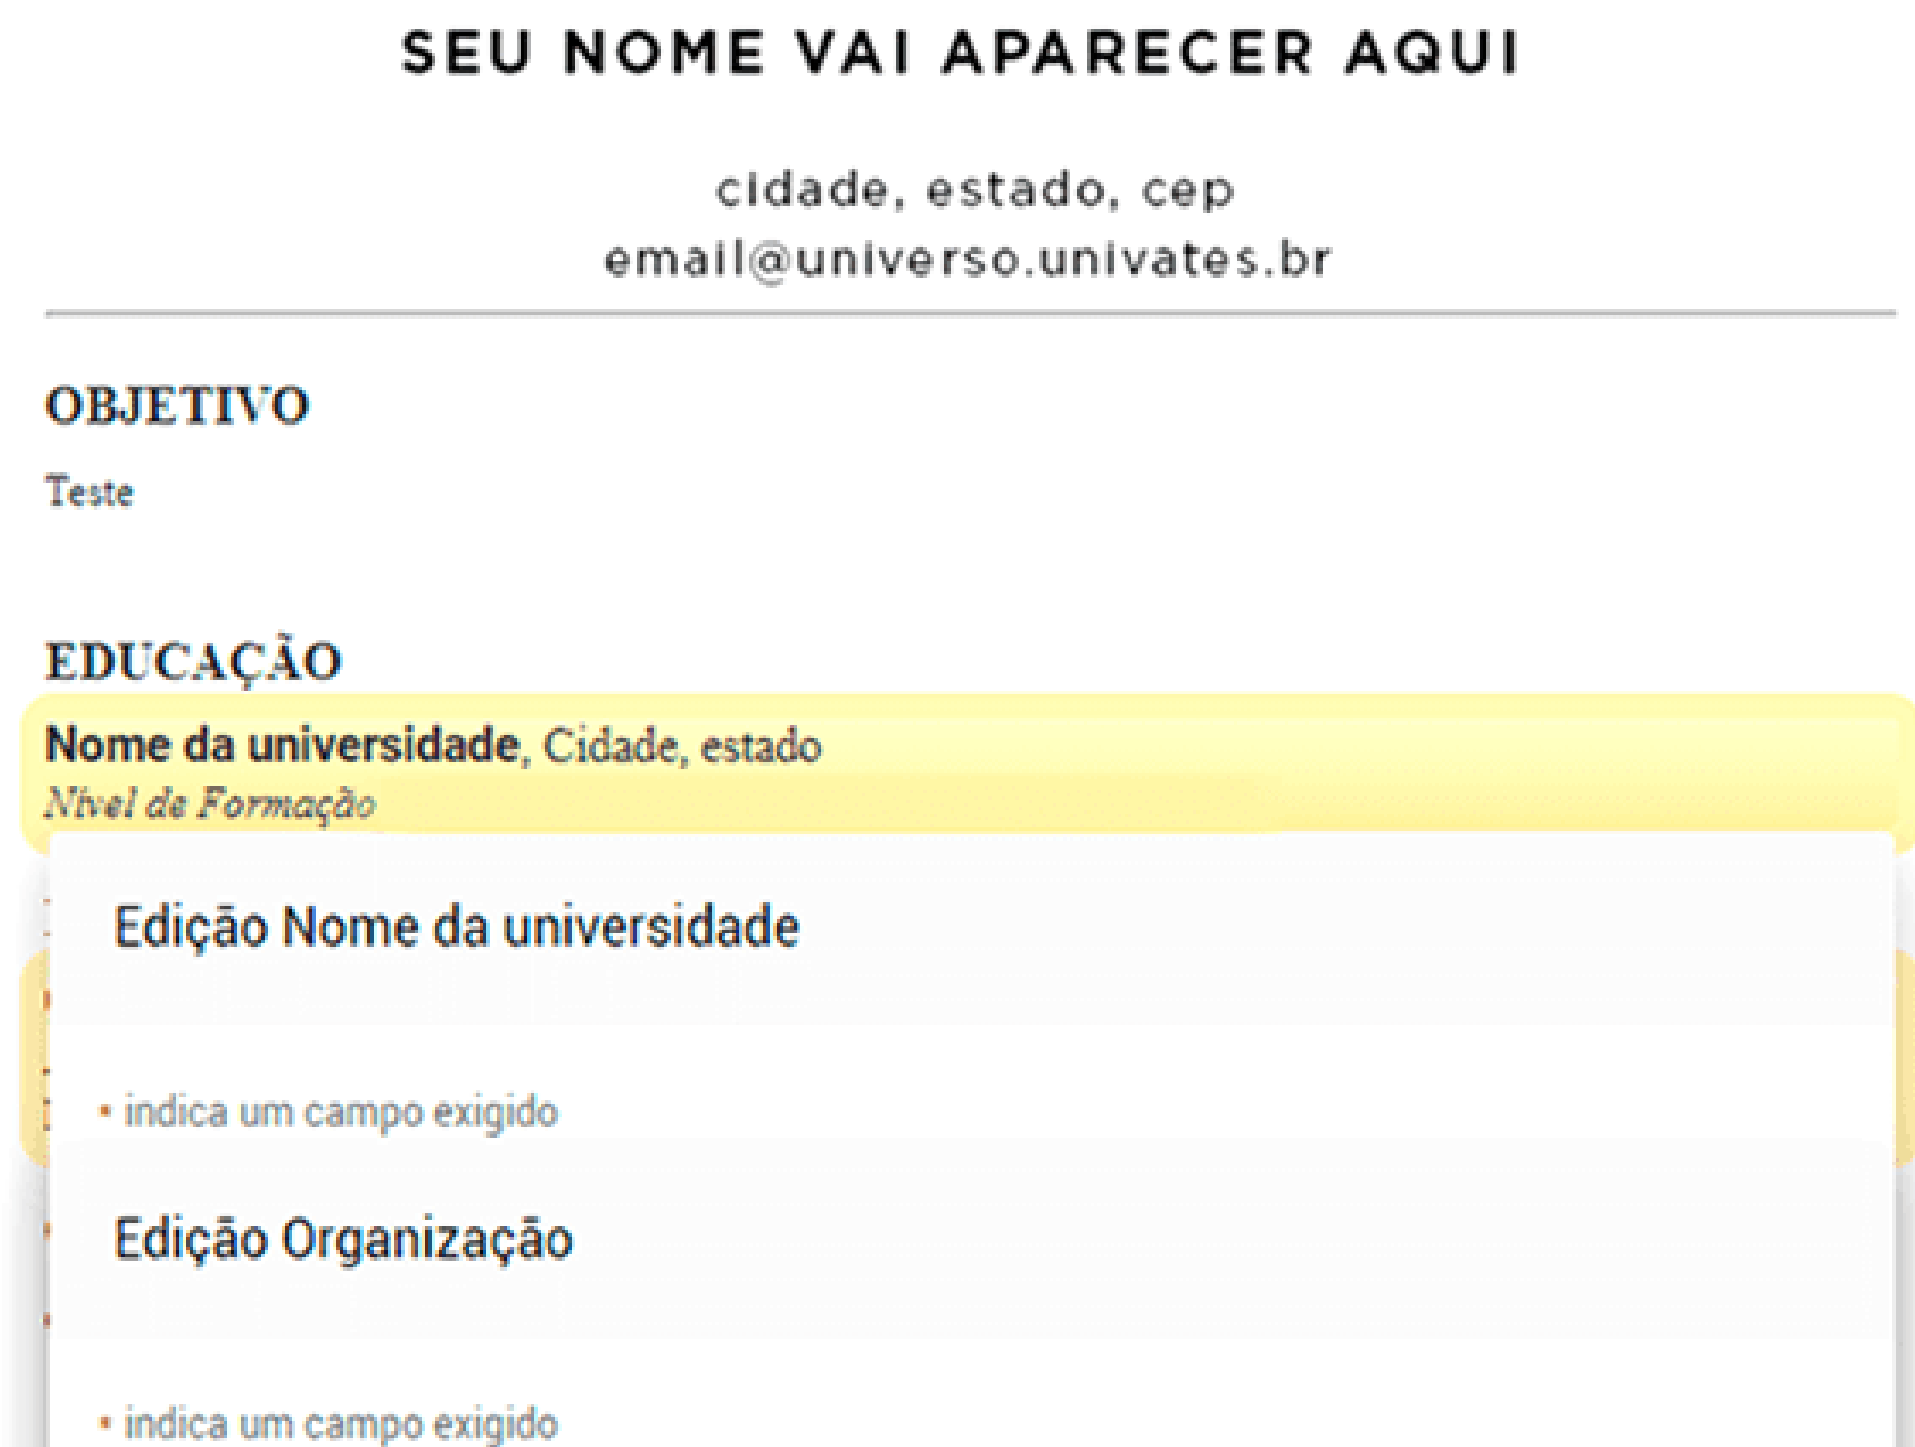 SEU NOME VAI APARECER AQUI
cidade, estado, cep
email@universo.univates.br
OBJETIVO
Teste
EDUCAÇÃO
Nome da universidade, Cidade, estado
Nível de Formação
Edição Nome da universidade
• indica um campo exigido
Edição Organização
• indica um campo exigido